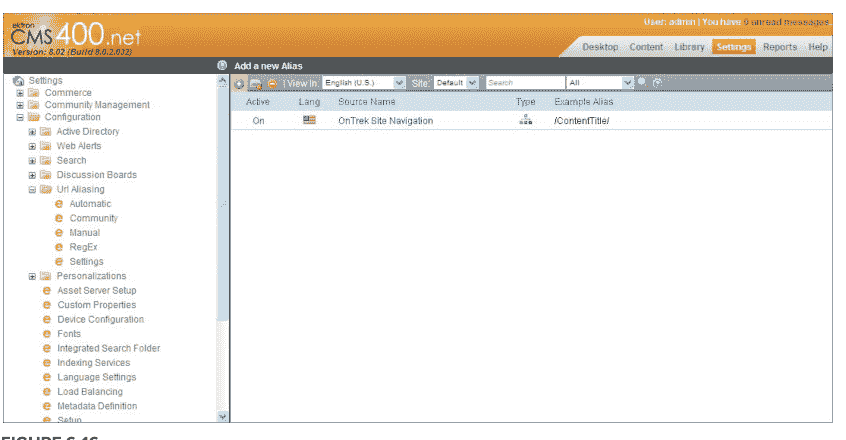 User: admin | You have 6 unread messages
ektron
CMS400.net
Version: 8.02 (Build 8.0.2.032)
Desktop Content Library Settings Reports Help
Add a new Alias
Settings
Commerce
Community Management
Configuration
Active Directory
Web Alerts
Search
Discussion Boards
Url Aliasing
Automatic
Community
Manual
RegEx
Settings
Personalizations
Asset Server Setup
Custom Properties
Device Configuration
Fonts
Integrated Search Folder
Indexing Services
Language Settings
Load Balancing
Metadata Definition
Setup
| View In: English (U.S.) Site: Default Search All
Active Lang Source Name Type Example Alias
On OnTrek Site Navigation /ContentTitle/